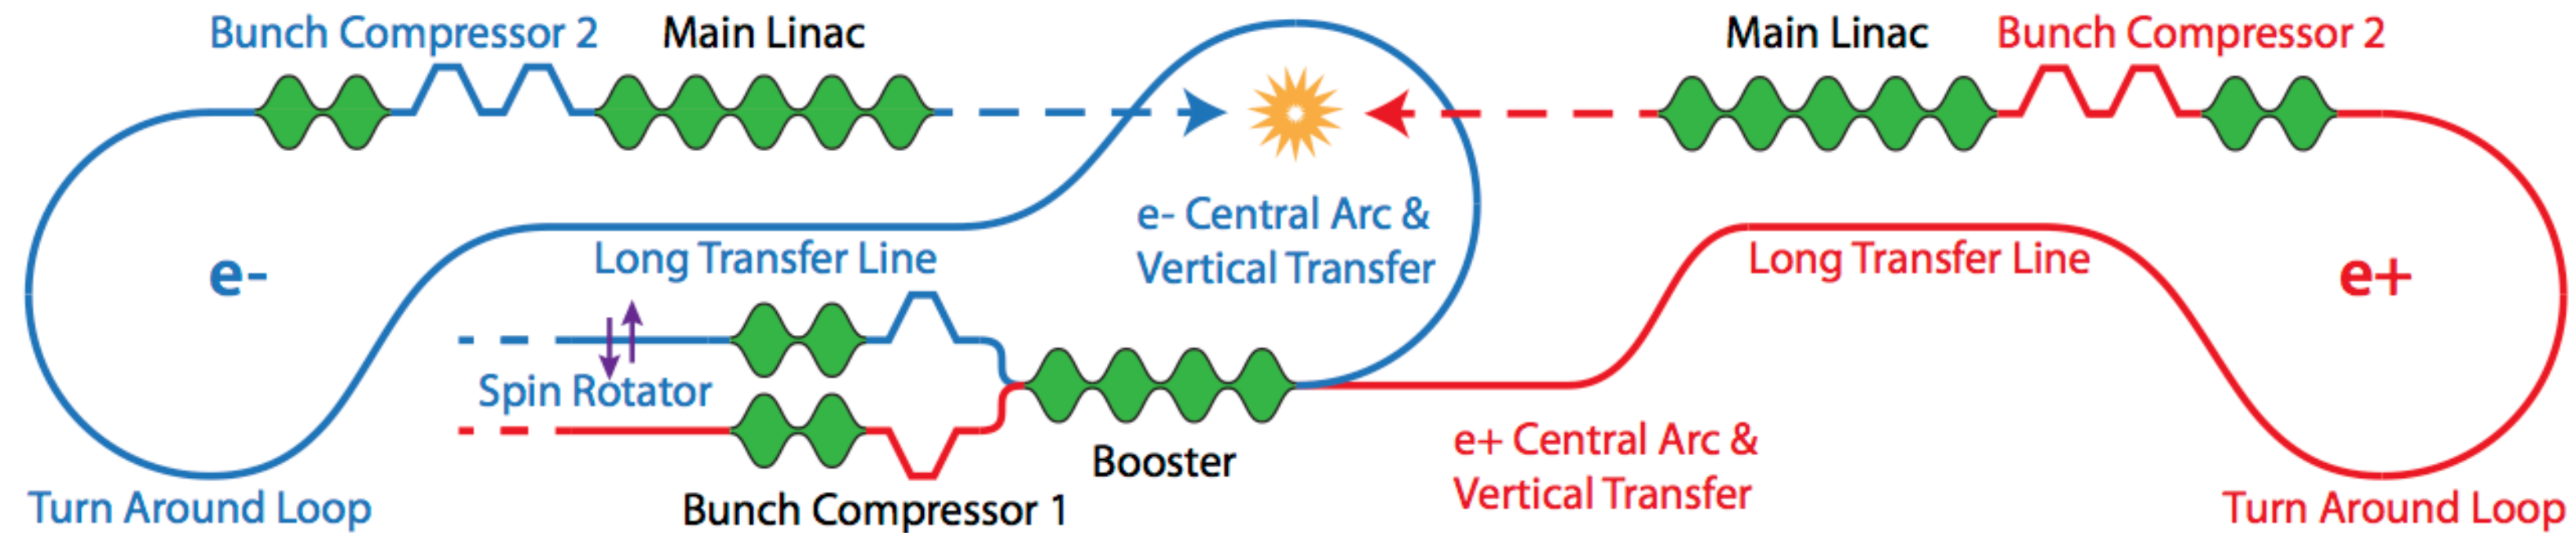 Bunch Compressor 2
Main Linac
Main Linac
Bunch Compressor 2
e- Central Arc &
Vertical Transfer
e-
Long Transfer Line
Long Transfer Line
e+
Spin Rotator
Booster
e+ Central Arc &
Vertical Transfer
Turn Around Loop
Bunch Compressor 1
Turn Around Loop